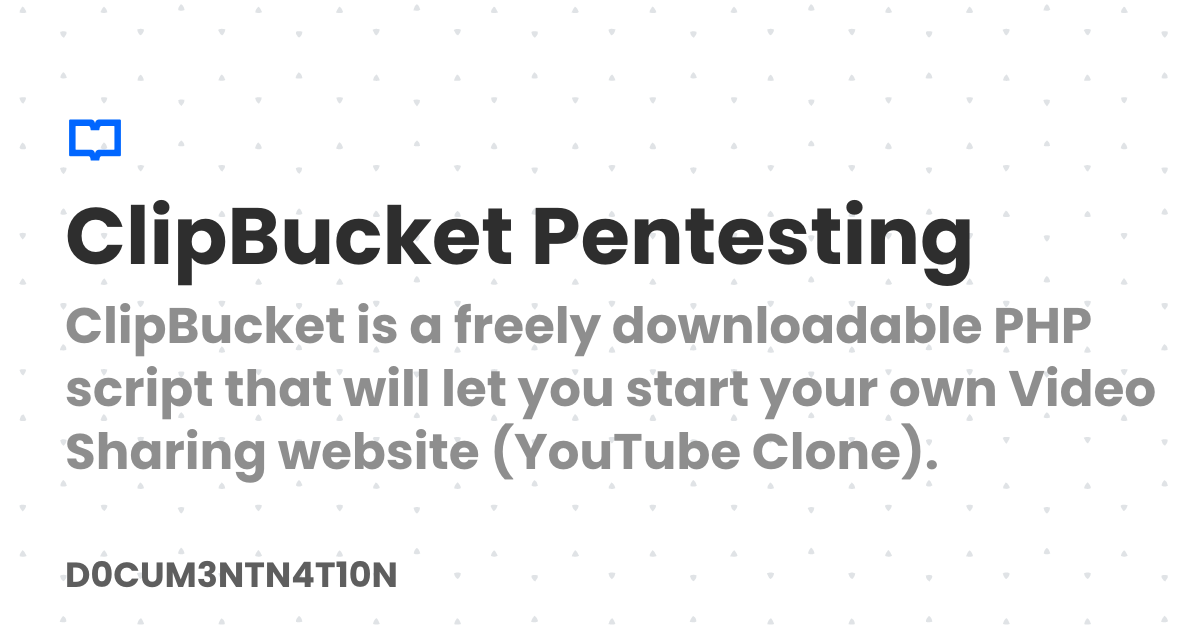 ClipBucket Pentesting
ClipBucket is a freely downloadable PHP
script that will let you start your own Video
Sharing website (YouTube Clone).
D0CUM3NTN4T10N